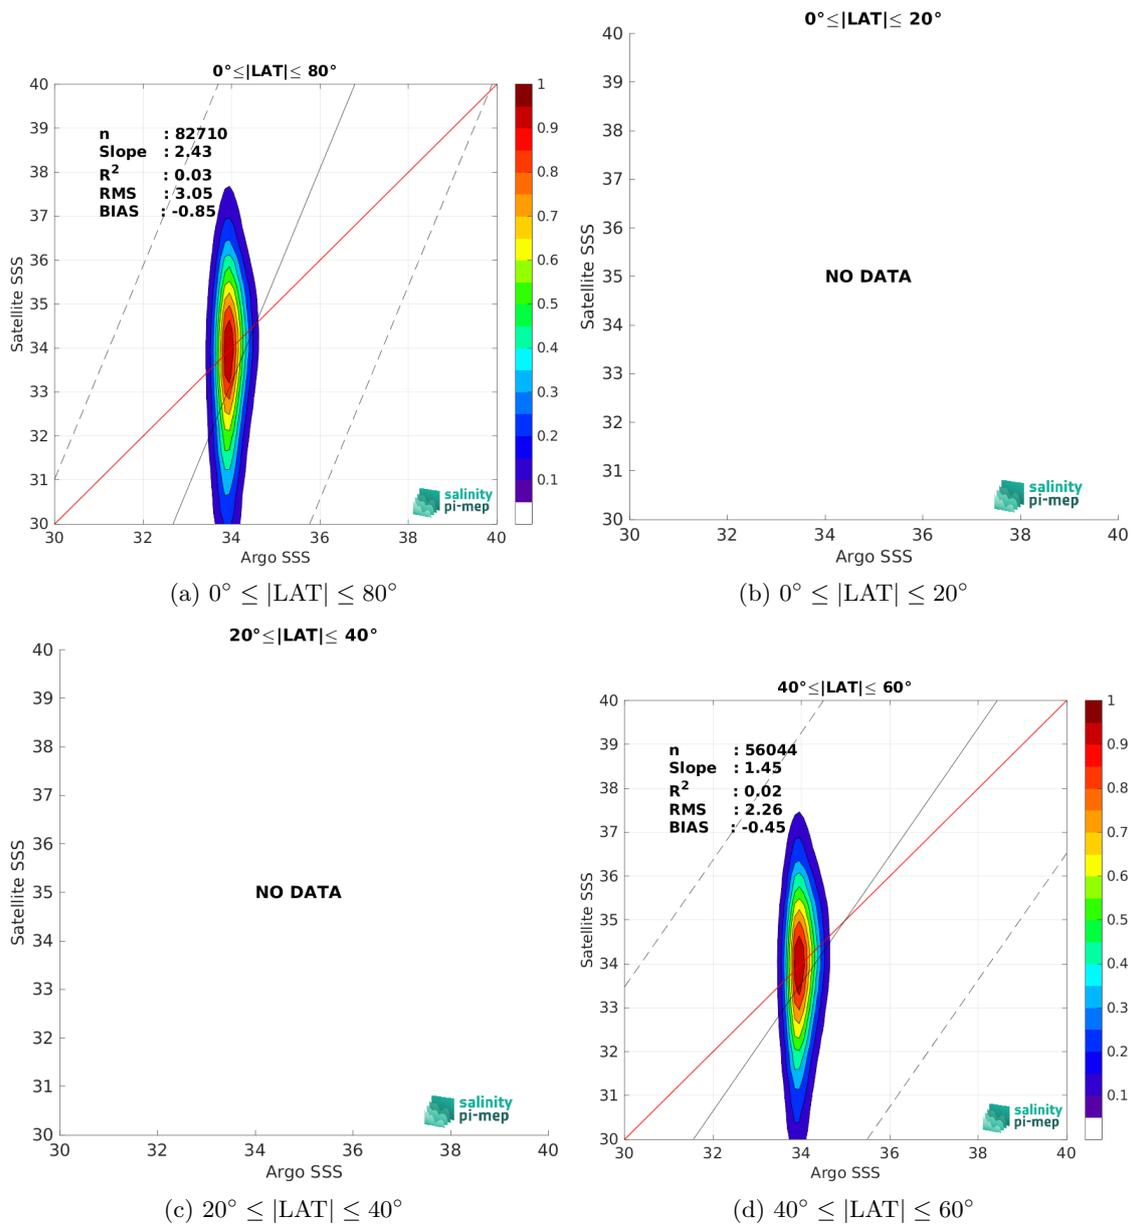 0°≤|LAT|≤ 80°
40
39
38
37
36
35
34
33
32
31
30
n : 82710
Slope : 2.43
R² : 0.03
RMS : 3.05
BIAS : -0.85
Satellite SSS
30 32 34 36 38 40
Argo SSS
salinity
pi-mep
1
0.9
0.8
0.7
0.6
0.5
0.4
0.3
0.2
0.1
(a) 0° ≤ |LAT| ≤ 80°
0°≤|LAT|≤ 20°
40
39
38
37
36
35
34
33
32
31
30
Satellite SSS
NO DATA
salinity
pi-mep
30 32 34 36 38 40
Argo SSS
(b) 0° ≤ |LAT| ≤ 20°
20°≤|LAT|≤ 40°
40
39
38
37
36
35
34
33
32
31
30
Satellite SSS
NO DATA
salinity
pi-mep
30 32 34 36 38 40
Argo SSS
(c) 20° ≤ |LAT| ≤ 40°
40°≤|LAT|≤ 60°
40
39
38
37
36
35
34
33
32
31
30
n : 56044
Slope : 1.45
R² : 0.02
RMS : 2.26
BIAS : -0.45
Satellite SSS
30 32 34 36 38 40
Argo SSS
salinity
pi-mep
1
0.9
0.8
0.7
0.6
0.5
0.4
0.3
0.2
0.1
(d) 40° ≤ |LAT| ≤ 60°